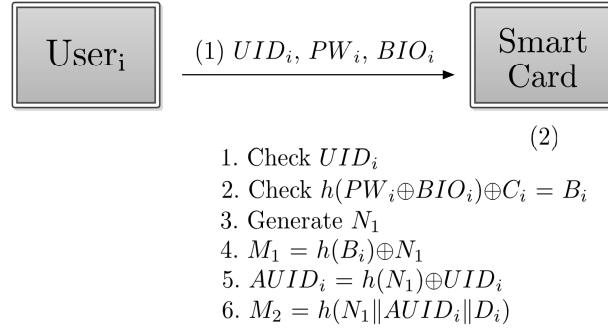 User_i
(1) UID_i, PW_i, BIO_i
Smart
Card
(2)
1. Check UID_i
2. Check h(PW_i⊕BIO_i)⊕C_i = B_i
3. Generate N_1
4. M_1 = h(B_i)⊕N_1
5. AUID_i = h(N_1)⊕UID_i
6. M_2 = h(N_1‖AUID_i‖D_i)